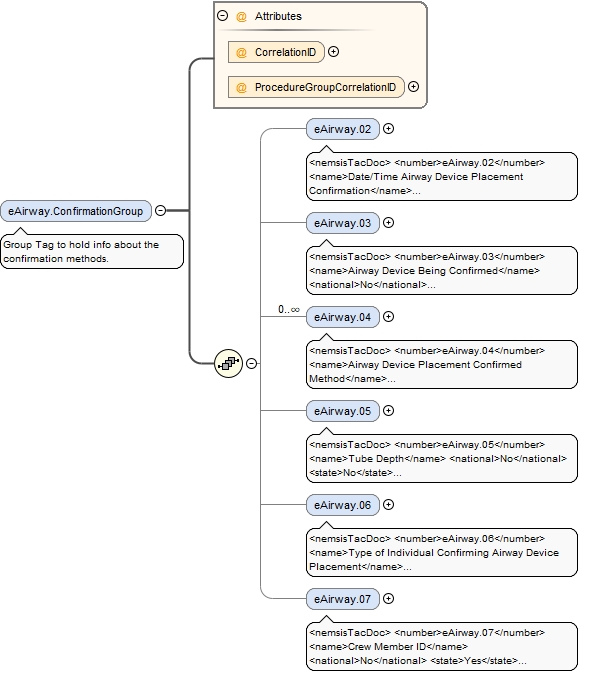 @ Attributes
@ CorrelationID
@ ProcedureGroupCorrelationID
eAirway.ConfirmationGroup
Group Tag to hold info about the
confirmation methods.
eAirway.02
<nemsisTacDoc> <number>eAirway.02</number>
<name>Date/Time Airway Device Placement
Confirmation</name>...
eAirway.03
<nemsisTacDoc> <number>eAirway.03</number>
<name>Airway Device Being Confirmed</name>
<national>No</national>...
0..∞
eAirway.04
<nemsisTacDoc> <number>eAirway.04</number>
<name>Airway Device Placement Confirmed
Method</name>...
eAirway.05
<nemsisTacDoc> <number>eAirway.05</number>
<name>Tube Depth</name> <national>No</national>
<state>No</state>...
eAirway.06
<nemsisTacDoc> <number>eAirway.06</number>
<name>Type of Individual Confirming Airway Device
Placement</name>...
eAirway.07
<nemsisTacDoc> <number>eAirway.07</number>
<name>Crew Member ID</name>
<national>No</national> <state>Yes</state>...